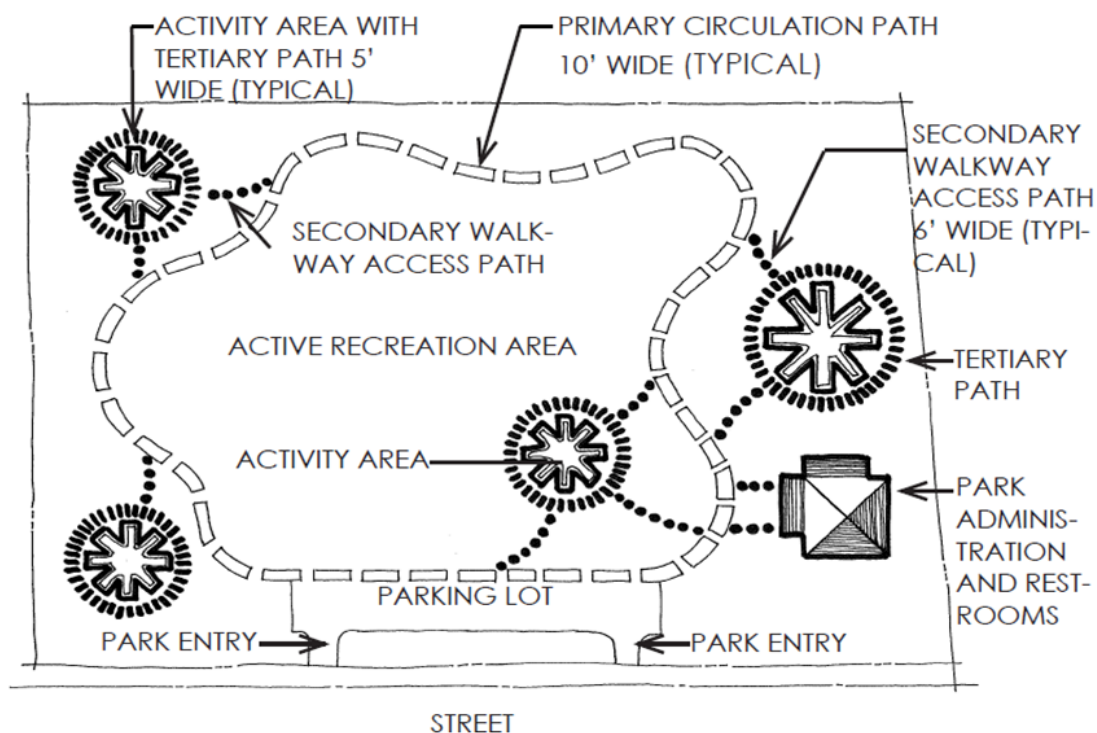 ACTIVITY AREA WITH
TERTIARY PATH 5'
WIDE (TYPICAL)
PRIMARY CIRCULATION PATH
10' WIDE (TYPICAL)
SECONDARY
WALKWAY
ACCESS PATH
6' WIDE (TYPI-
CAL)
SECONDARY WALK-
WAY ACCESS PATH
ACTIVE RECREATION AREA
TERTIARY
PATH
ACTIVITY AREA
PARK
ADMINIS-
TRATION
AND REST-
ROOMS
PARKING LOT
PARK ENTRY
PARK ENTRY
STREET